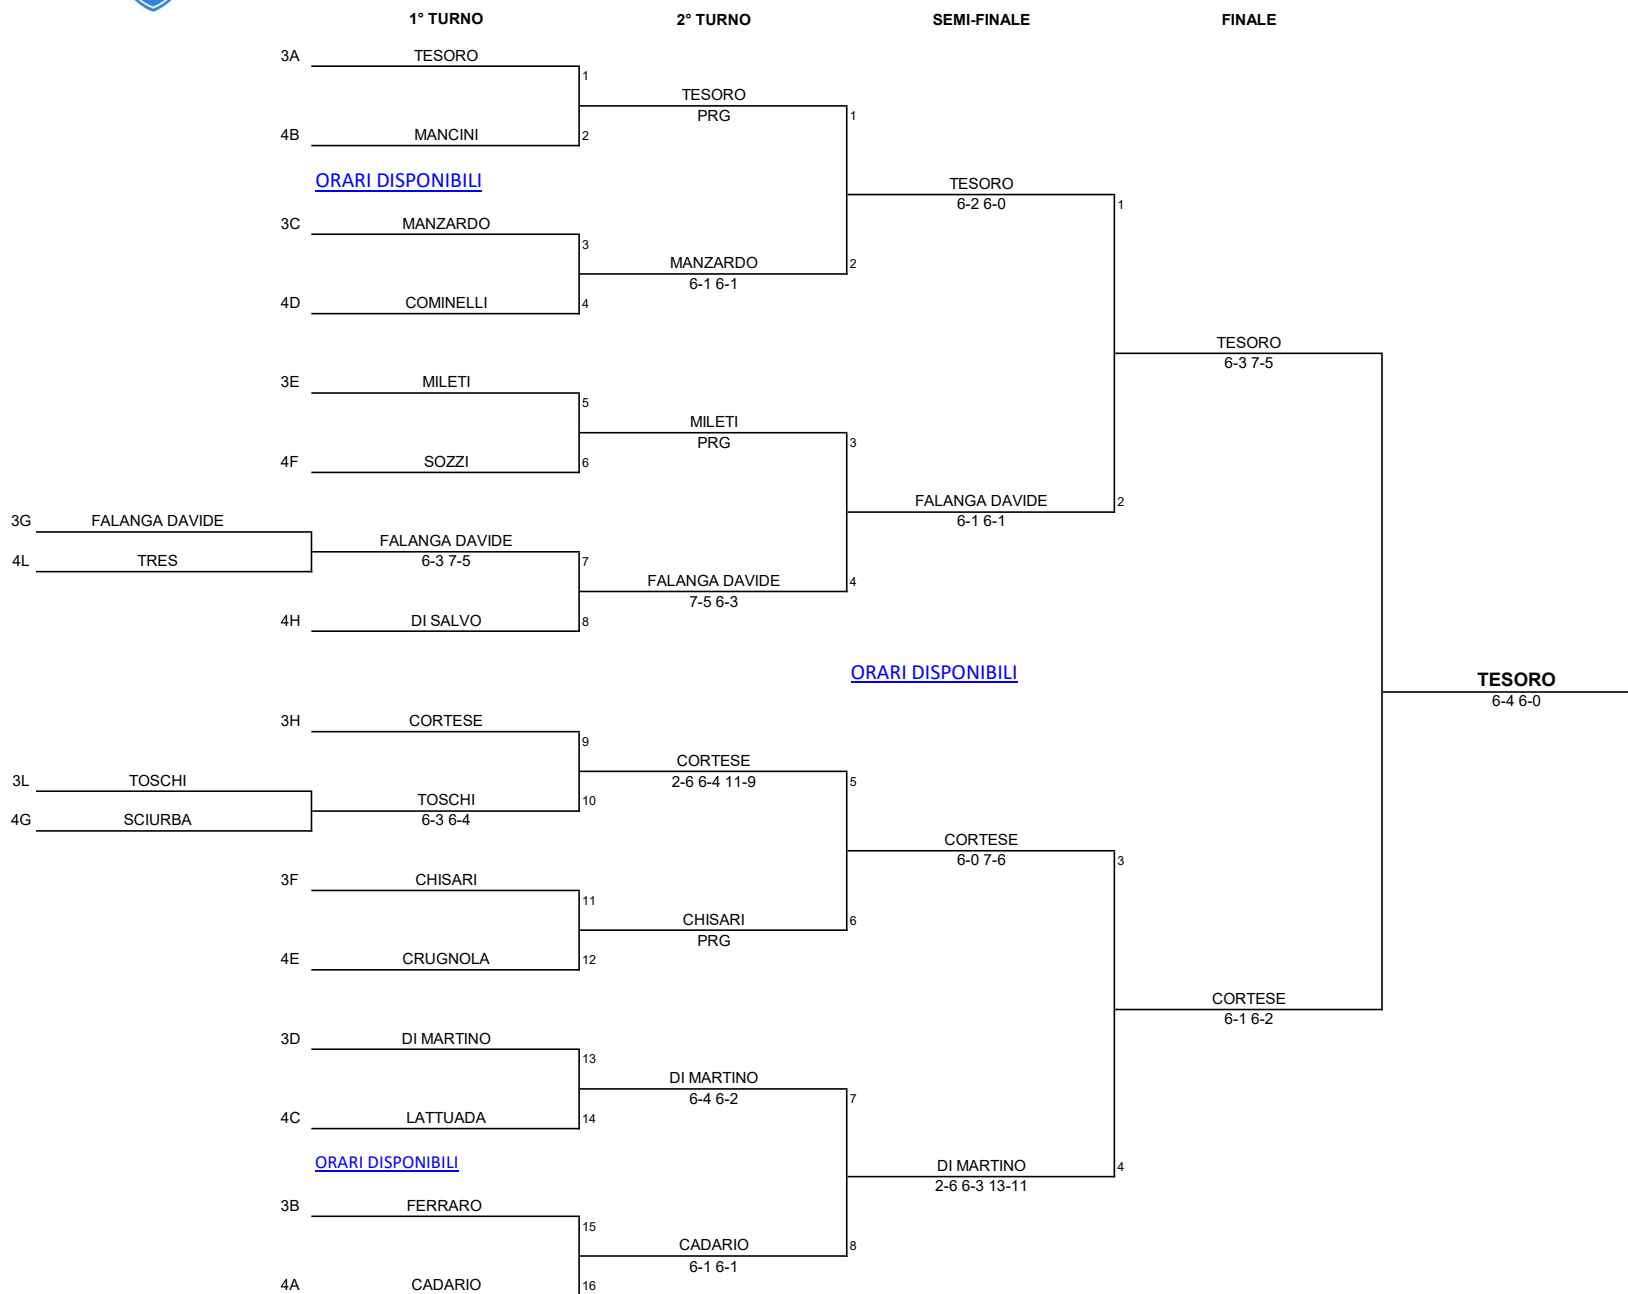 1° TURNO 2° TURNO SEMI-FINALE FINALE
3A TESORO
1
TESORO
PRG 1
4B MANCINI 2
ORARI DISPONIBILI
TESORO
6-2 6-0 1
3C MANZARDO
3
MANZARDO 2
6-1 6-1
4D COMINELLI 4
TESORO
6-3 7-5
3E MILETI
5
MILETI
PRG 3
4F SOZZI 6
FALANGA DAVIDE 2
6-1 6-1
3G FALANGA DAVIDE
FALANGA DAVIDE
4L TRES 6-3 7-5 7
FALANGA DAVIDE 4
7-5 6-3
4H DI SALVO 8
ORARI DISPONIBILI
TESORO
6-4 6-0
3H CORTESE
9
CORTESE
3L TOSCHI 2-6 6-4 11-9 5
TOSCHI 10
4G SCIURBA 6-3 6-4
CORTESE
6-0 7-6 3
3F CHISARI
11
CHISARI 6
PRG
4E CRUGNOLA 12
CORTESE
6-1 6-2
3D DI MARTINO
13
DI MARTINO
6-4 6-2 7
4C LATTUADA 14
ORARI DISPONIBILI
DI MARTINO 4
2-6 6-3 13-11
3B FERRARO
15
CADARIO 8
6-1 6-1
4A CADARIO 16